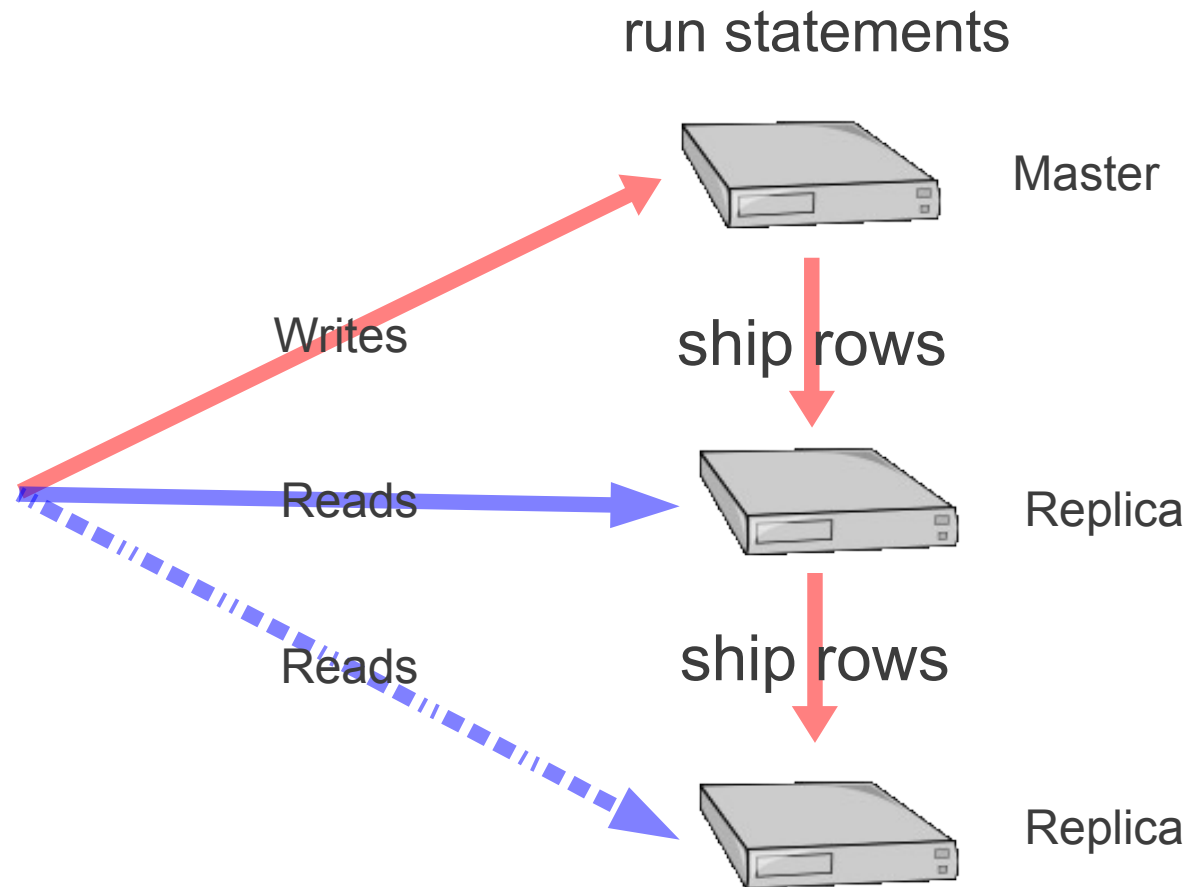 run statements
Master
Writes
ship rows
Reads
Replica
Reads
ship rows
Replica